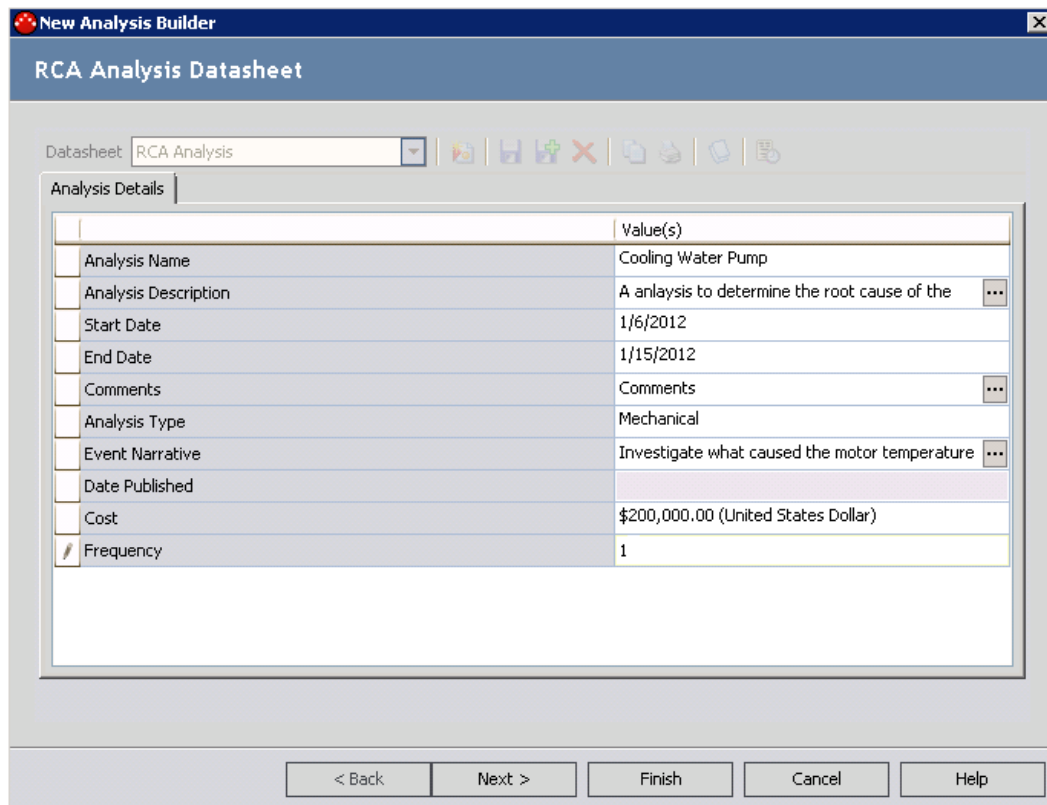 New Analysis Builder
RCA Analysis Datasheet
Datasheet RCA Analysis
Analysis Details
Value(s)
Analysis Name Cooling Water Pump
Analysis Description A anlaysis to determine the root cause of the ...
Start Date 1/6/2012
End Date 1/15/2012
Comments Comments ...
Analysis Type Mechanical
Event Narrative Investigate what caused the motor temperature ...
Date Published
Cost $200,000.00 (United States Dollar)
Frequency 1
< Back Next > Finish Cancel Help